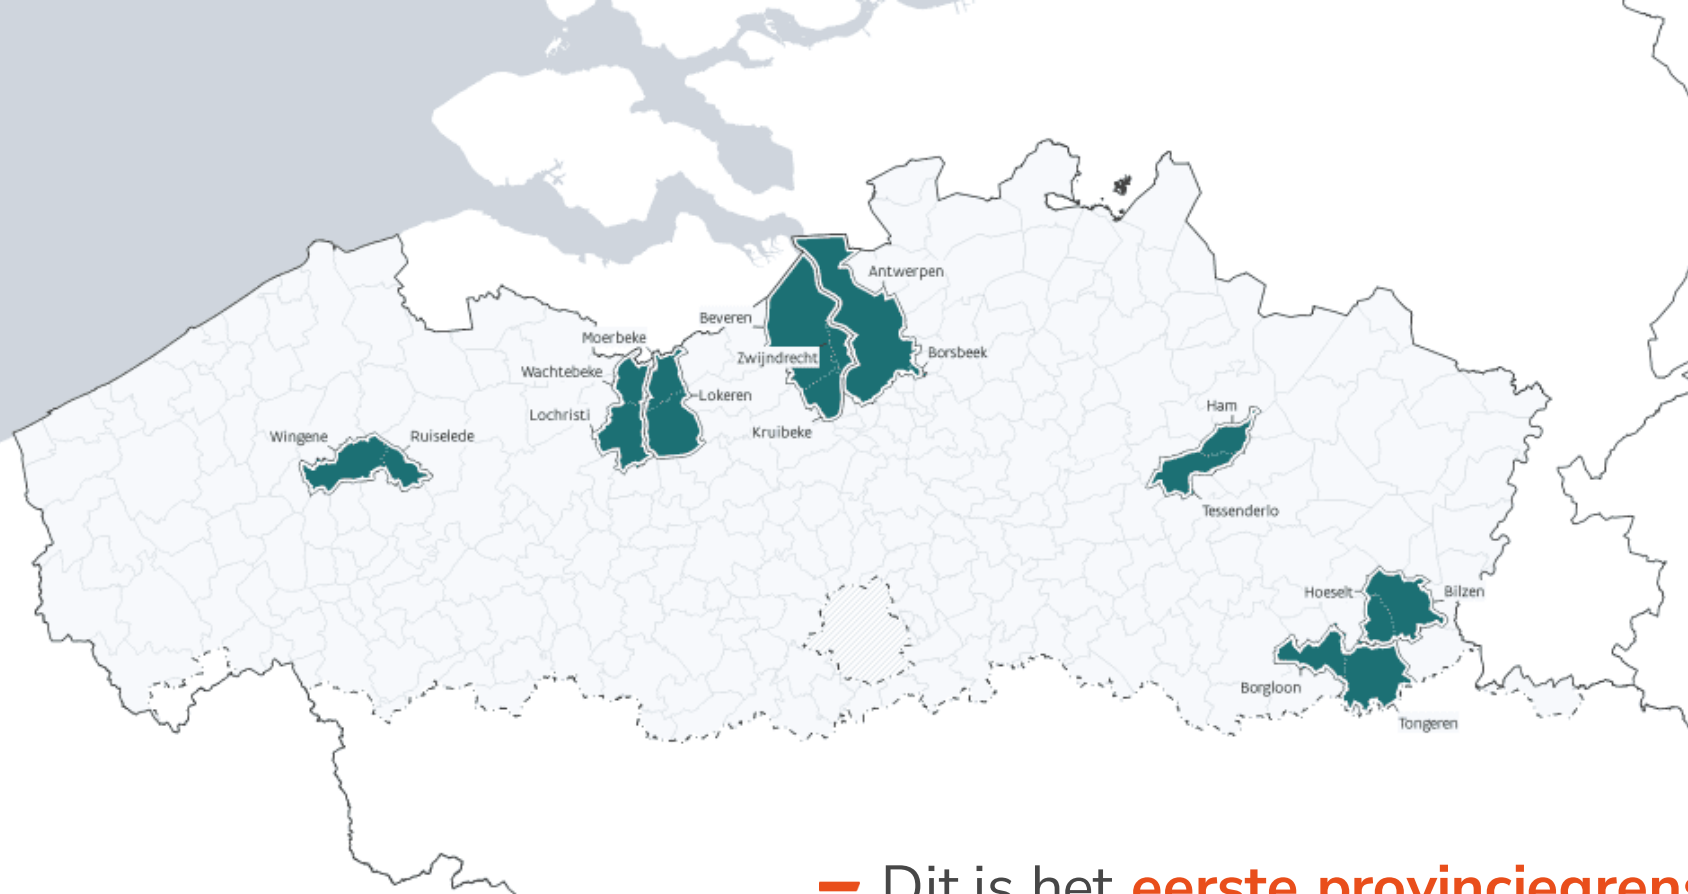 Antwerpen
Beveren
Moerbeke
Borsbeek
Zwijndrecht
Wachtebeke
Lokeren
Ham
Lochristi
Kruibeke
Wingene
Ruiselede
Tessenderlo
Hoeselt
Bilzen
Borgloon
Tongeren
– Dit is het eerste provinciegrens